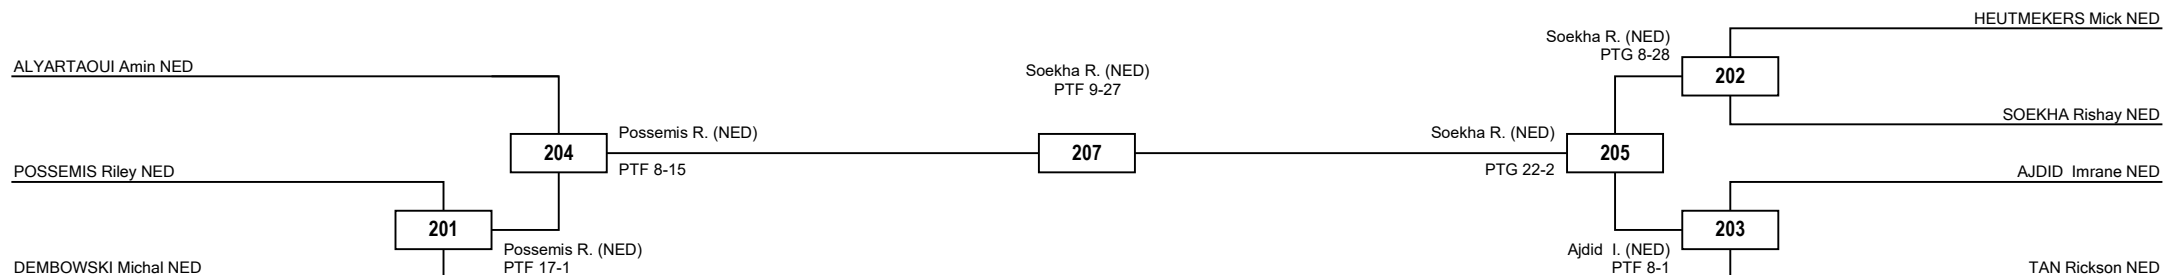 HEUTMEKERS Mick NED
Soekha R. (NED)
PTG 8-28
ALYARTAOUI Amin NED
Soekha R. (NED)
PTF 9-27
202
SOEKHA Rishay NED
Possemis R. (NED)
Soekha R. (NED)
204
207
205
PTF 8-15
PTG 22-2
POSSEMIS Riley NED
AJDID Imrane NED
201
203
Possemis R. (NED)
PTF 17-1
Ajdid I. (NED)
PTF 8-1
DEMBOWSKI Michal NED
TAN Rickson NED